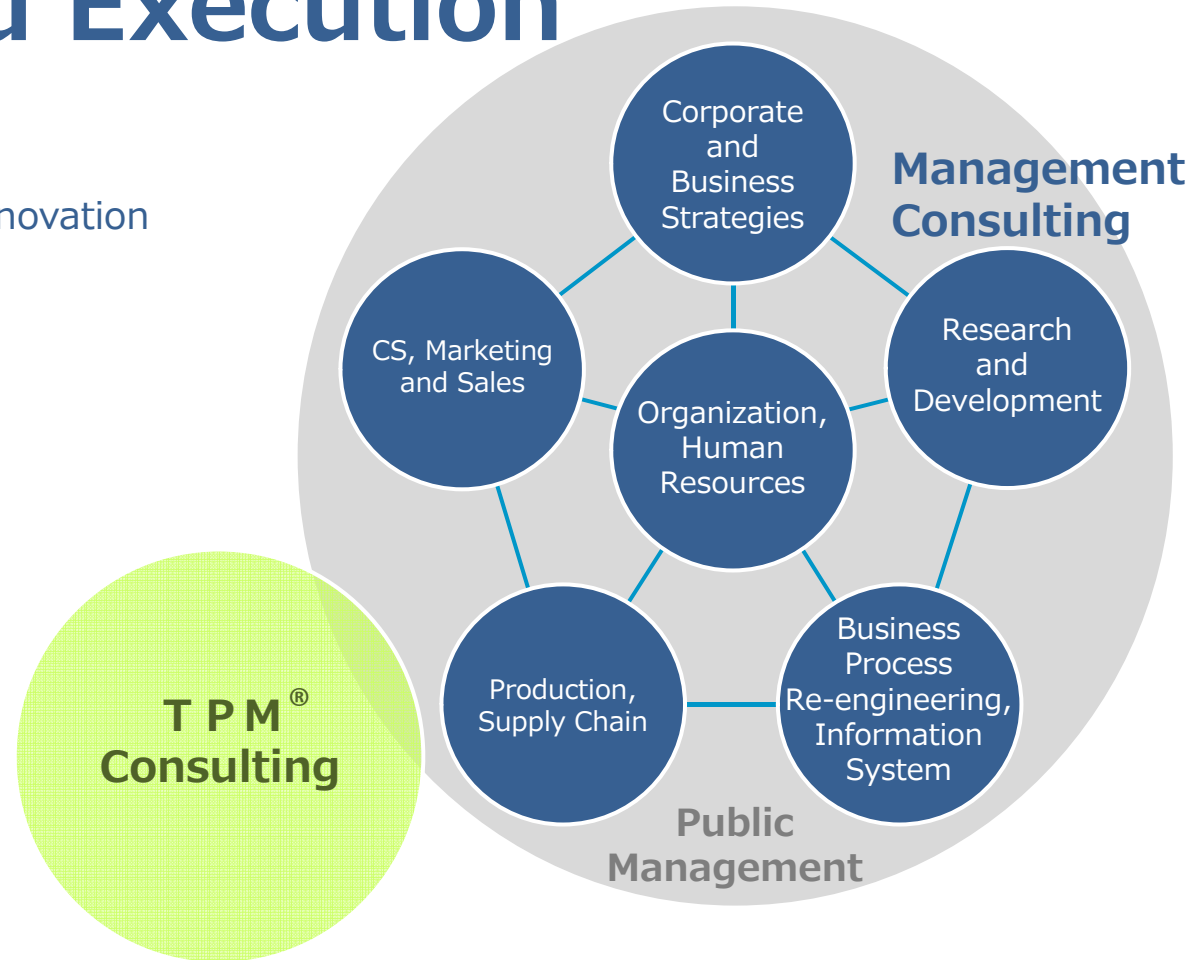 Execution
Corporate
and
Business
Strategies
Management
Consulting
CS, Marketing
and Sales
Research
and
Development
Organization,
Human
Resources
Production,
Supply Chain
Business
Process
Re-engineering,
Information
System
T P M®
Consulting
Public
Management